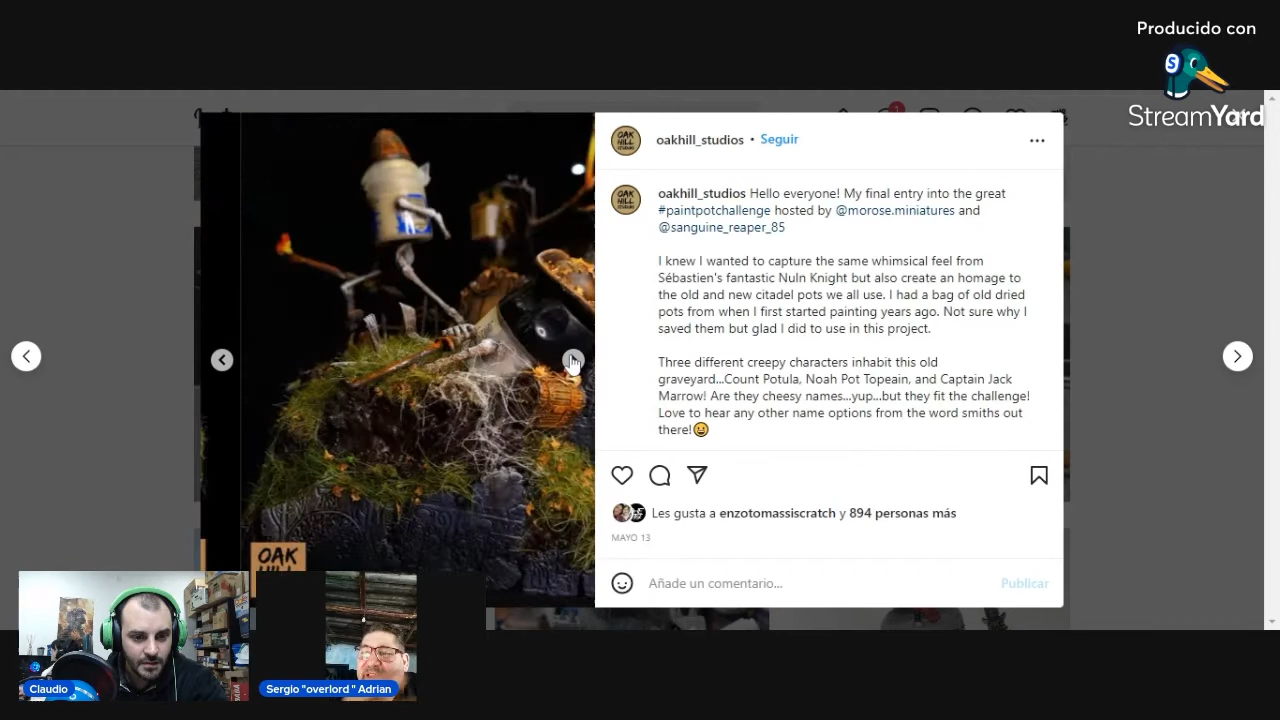 Producido con
StreamYard
1
oakhill_studios • Seguir
oakhill_studios Hello everyone! My final entry into the great
#paintpotchallenge hosted by @morose.miniatures and
@sanguine_reaper_85
I knew I wanted to capture the same whimsical feel from
Sébastien's fantastic Nuln Knight but also create an homage to
the old and new citadel pots we all use. I had a bag of old dried
pots from when I first started painting years ago. Not sure why I
saved them but glad I did to use in this project.
Three different creepy characters inhabit this old
graveyard...Count Potula, Noah Pot Topeain, and Captain Jack
Marrow! Are they cheesy names...yup...but they fit the challenge!
Love to hear any other name options from the word smiths out
there!😀
Les gusta a enzotomassiscratch y 894 personas más
MAYO 13
Añade un comentario...
Publicar
OAK
Claudio
Sergio "overlord" Adrian